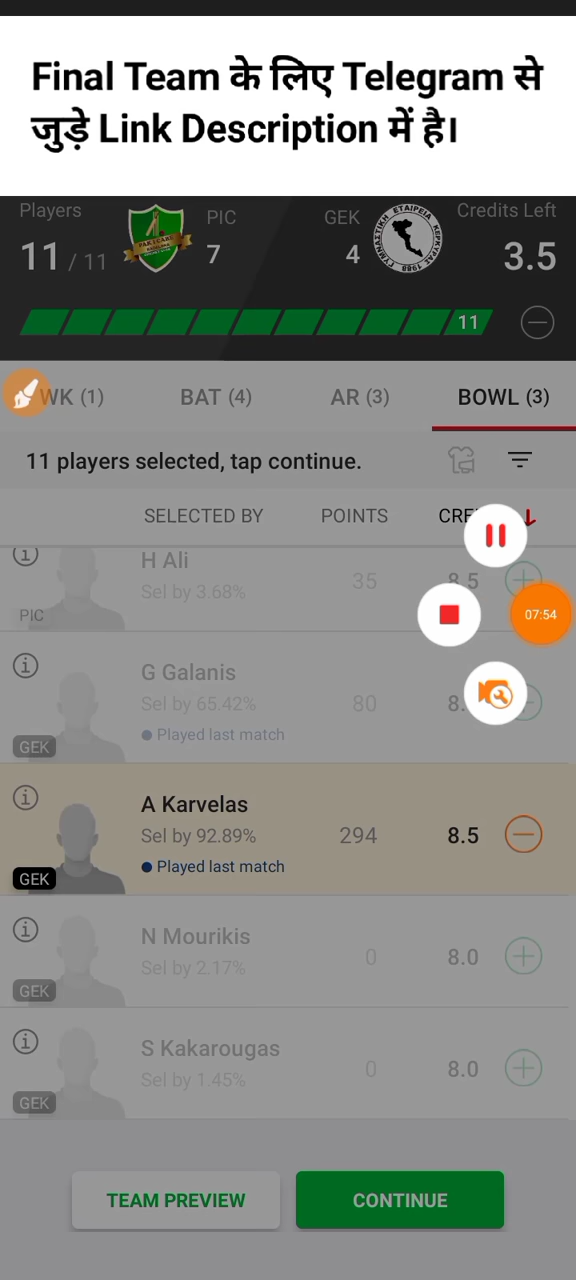 Final Team के लिए Telegram से
जुड़े Link Description में है।
Players
PIC
GEK
Credits Left
11 / 11
7
4
3.5
11
WK (1)
BAT (4)
AR (3)
BOWL (3)
11 players selected, tap continue.
SELECTED BY
POINTS
CRE
H Ali
Sel by 3.68%
35
8.5
PIC
07:54
G Galanis
Sel by 65.42%
80
8.
Played last match
GEK
A Karvelas
Sel by 92.89%
294
8.5
Played last match
GEK
N Mourikis
Sel by 2.17%
0
8.0
GEK
S Kakarougas
Sel by 1.45%
0
8.0
GEK
TEAM PREVIEW
CONTINUE